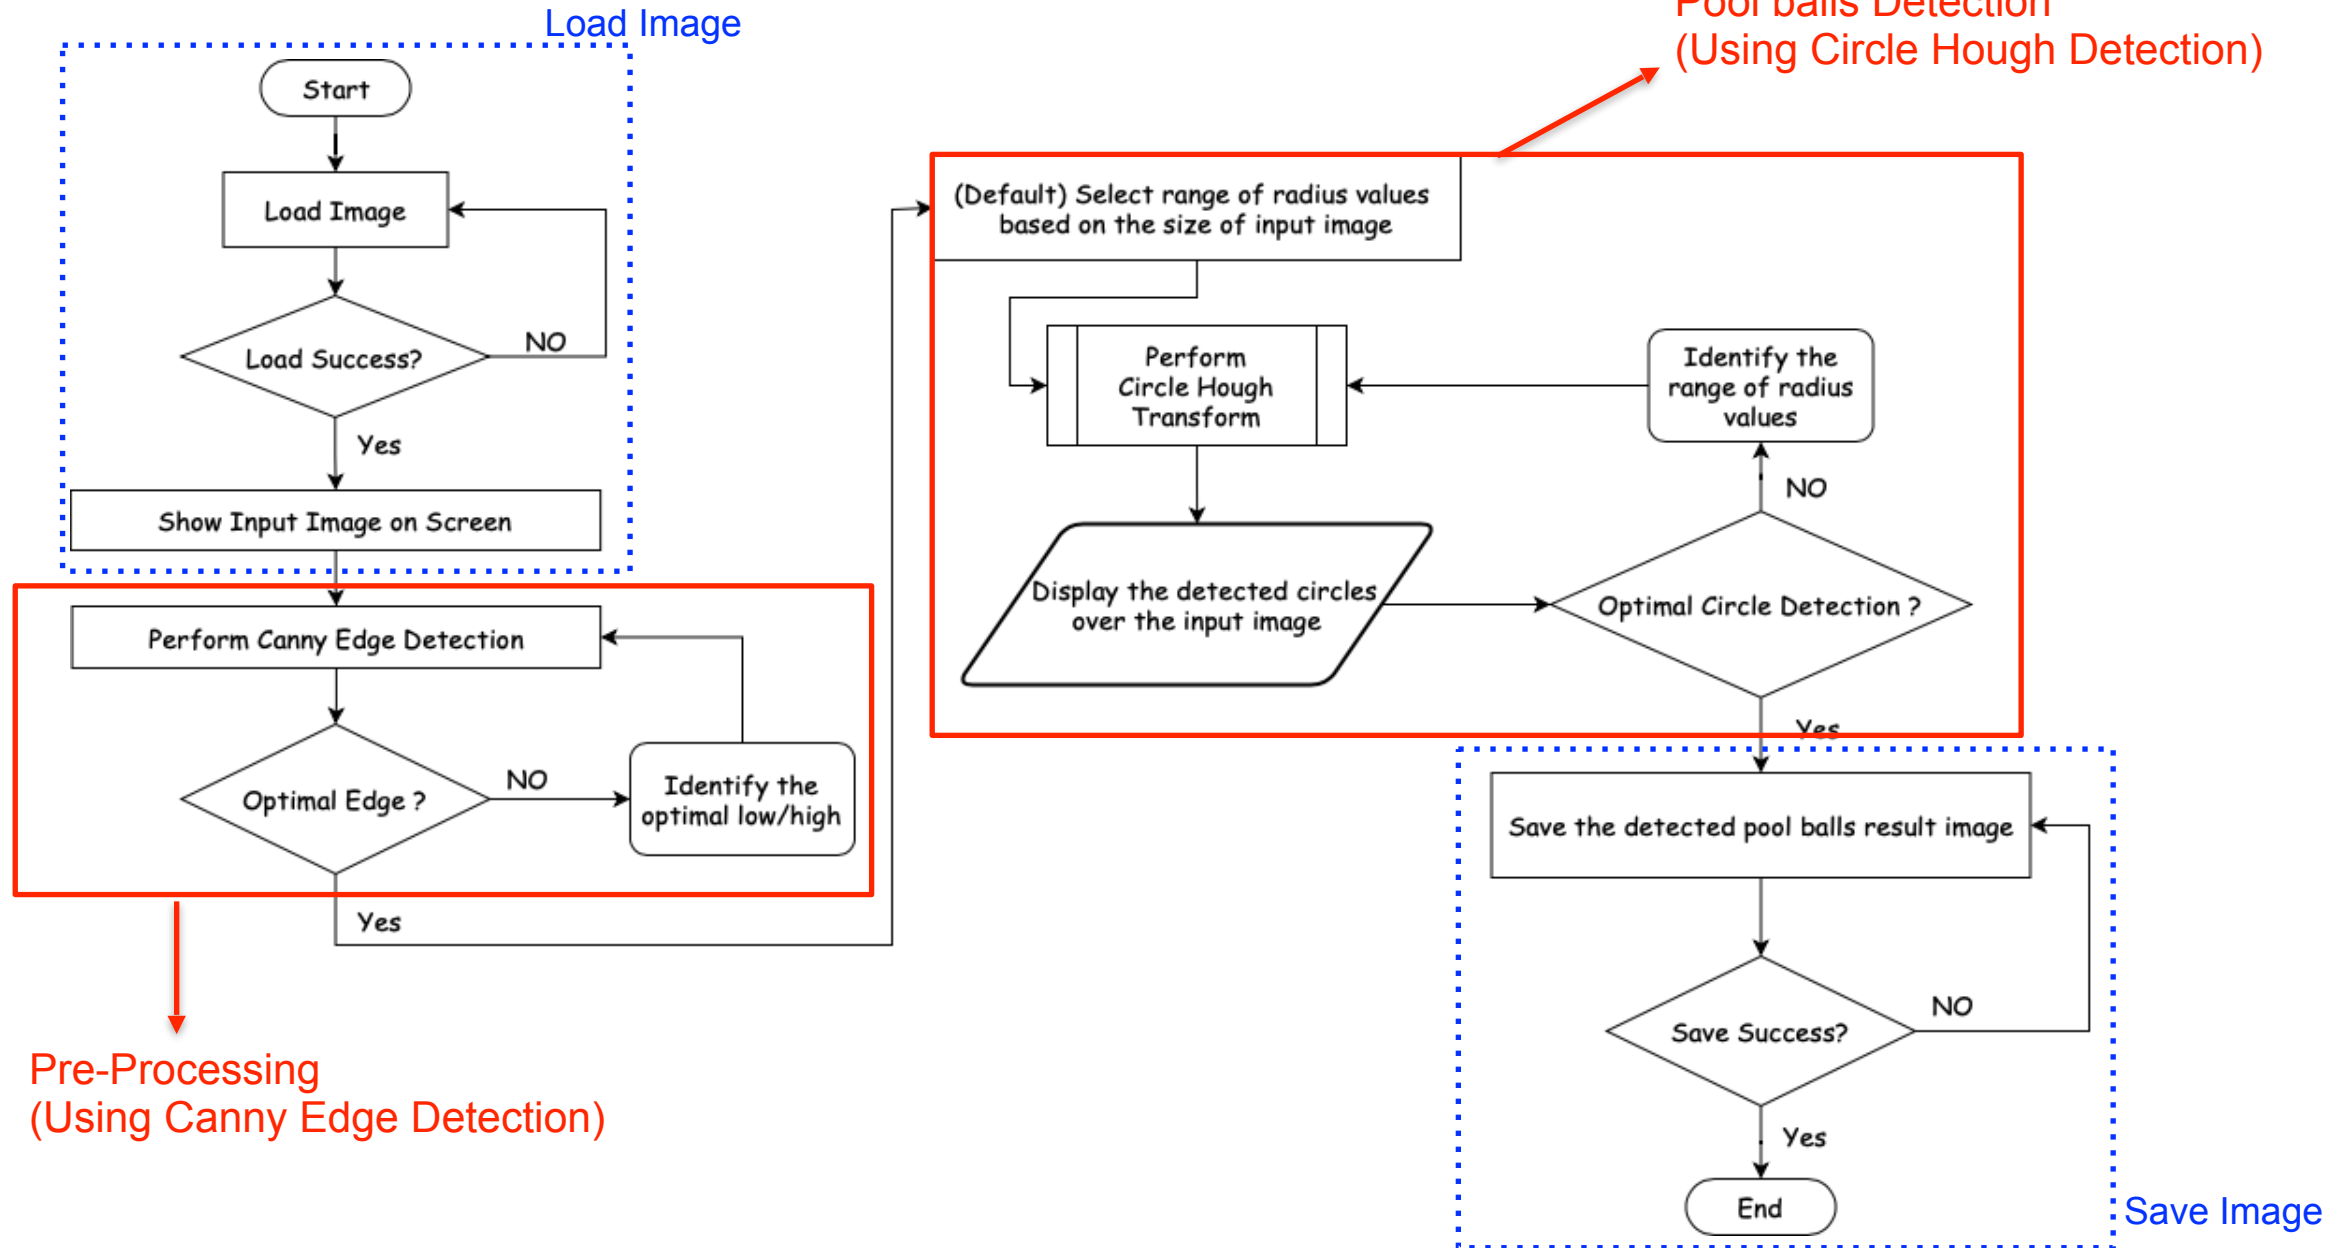 Load Image
Start
Load Image
Load Success?
NO
Yes
Show Input Image on Screen
Perform Canny Edge Detection
Optimal Edge ?
NO
Identify the
optimal low/high
Yes
Pre-Processing
(Using Canny Edge Detection)
Pool balls Detection
(Using Circle Hough Detection)
(Default) Select range of radius values
based on the size of input image
Perform
Circle Hough
Transform
Identify the
range of radius
values
NO
Display the detected circles
over the input image
Optimal Circle Detection ?
Yes
Save the detected pool balls result image
Save Success?
NO
Yes
End
Save Image